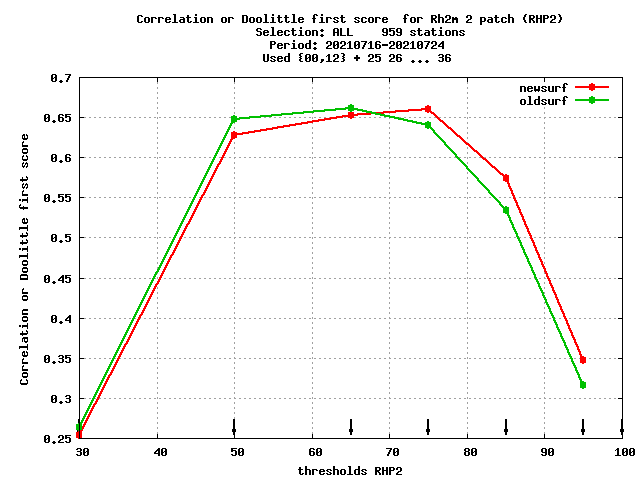 Correlation or Doolittle first score  for Rh2m 2 patch (RHP2)
Selection: ALL    959 stations
Period: 20210716-20210724
Used {00,12} + 25 26 ... 36
newsurf
oldsurf
Correlation or Doolittle first score
0.7
0.65
0.6
0.55
0.5
0.45
0.4
0.35
0.3
0.25
30 40 50 60 70 80 90 100
thresholds RHP2